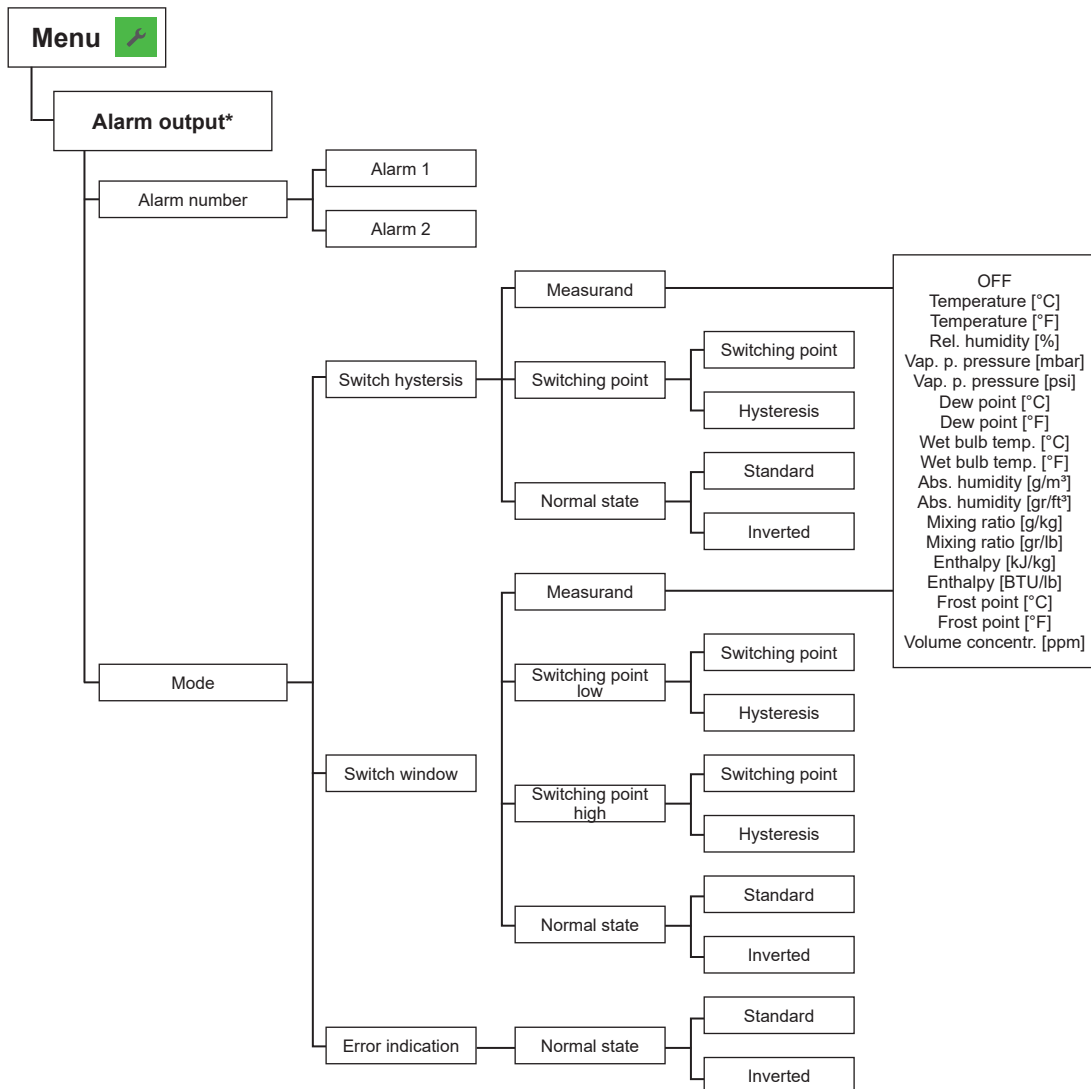 Menu
Alarm output*
Alarm number
Alarm 1
Alarm 2
Mode
Switch hystersis
Measurand
Switching point
Switching point
Hysteresis
Normal state
Standard
Inverted
OFF
Temperature [°C]
Temperature [°F]
Rel. humidity [%]
Vap. p. pressure [mbar]
Vap. p. pressure [psi]
Dew point [°C]
Dew point [°F]
Wet bulb temp. [°C]
Wet bulb temp. [°F]
Abs. humidity [g/m³]
Abs. humidity [gr/ft³]
Mixing ratio [g/kg]
Mixing ratio [gr/lb]
Enthalpy [kJ/kg]
Enthalpy [BTU/lb]
Frost point [°C]
Frost point [°F]
Volume concentr. [ppm]
Switch window
Measurand
Switching point
low
Switching point
Hysteresis
Switching point
high
Switching point
Hysteresis
Normal state
Standard
Inverted
Error indication
Normal state
Standard
Inverted